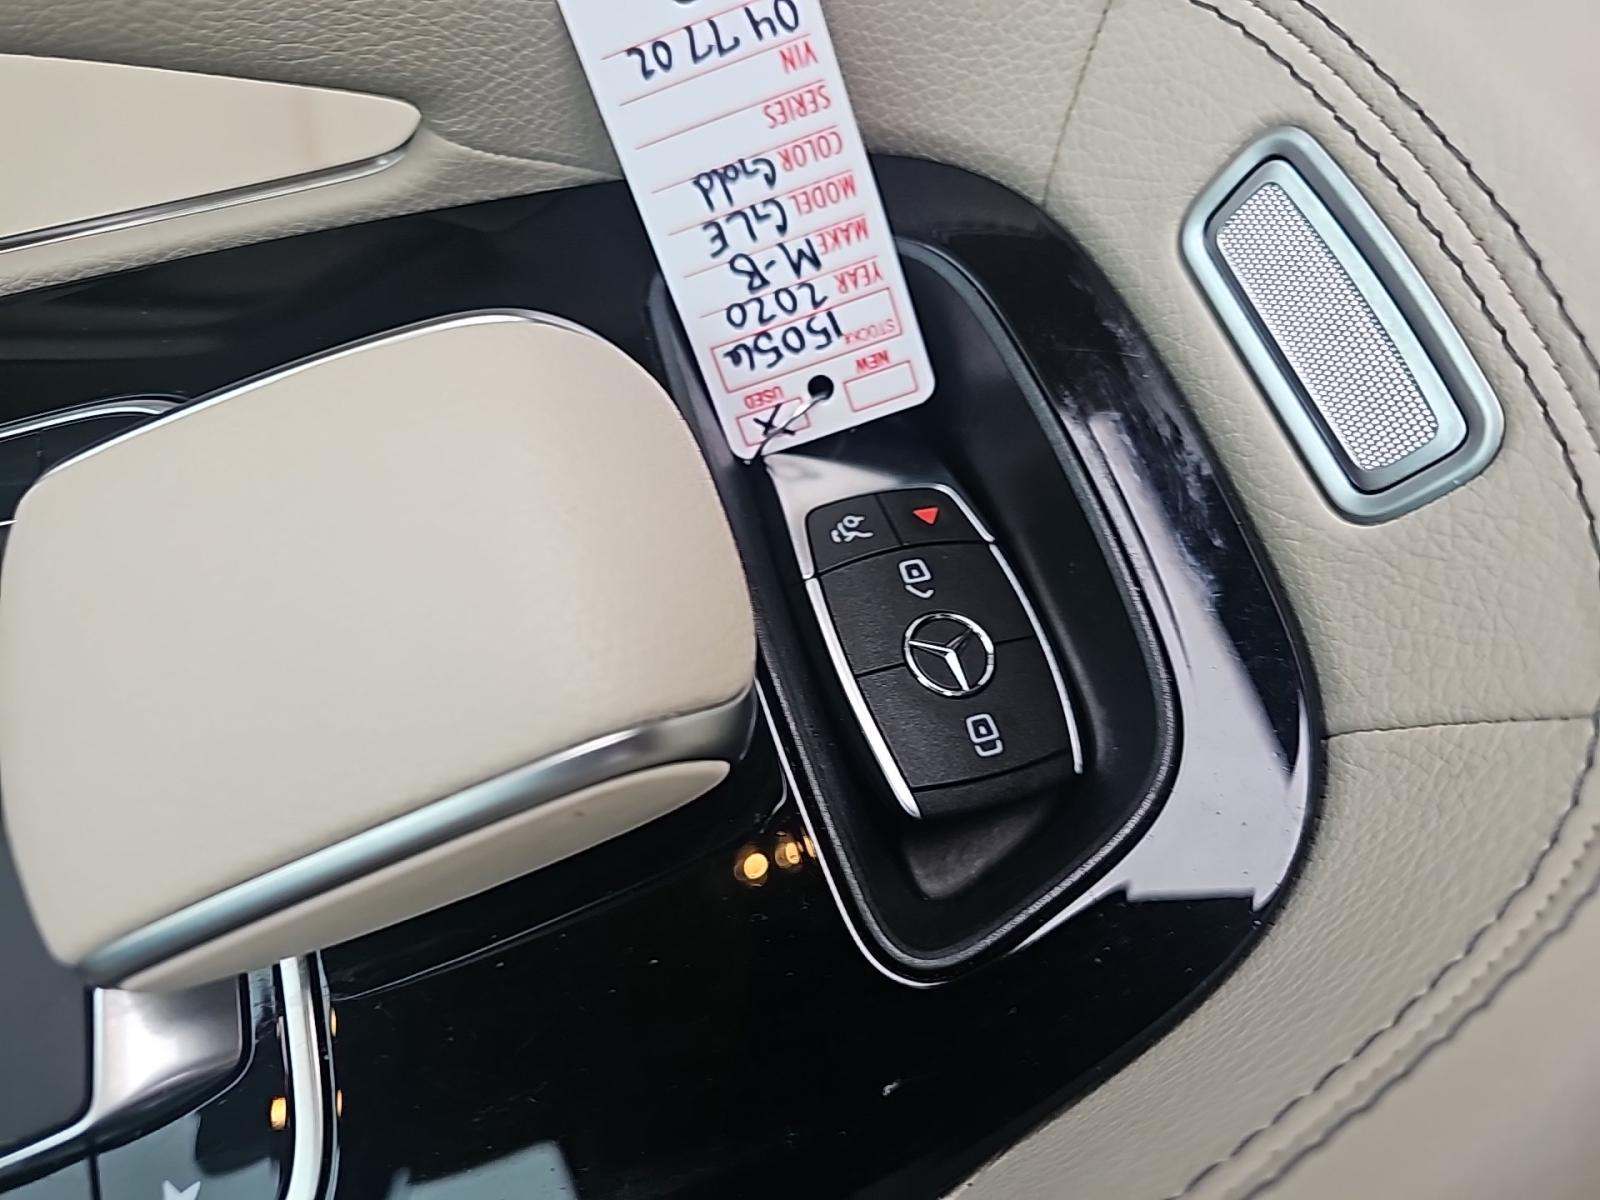 USED X NEW
STOCK# 15056
YEAR 2020
MAKE M-B
MODEL GLE
COLOR Gold
SERIES
VIN
047702